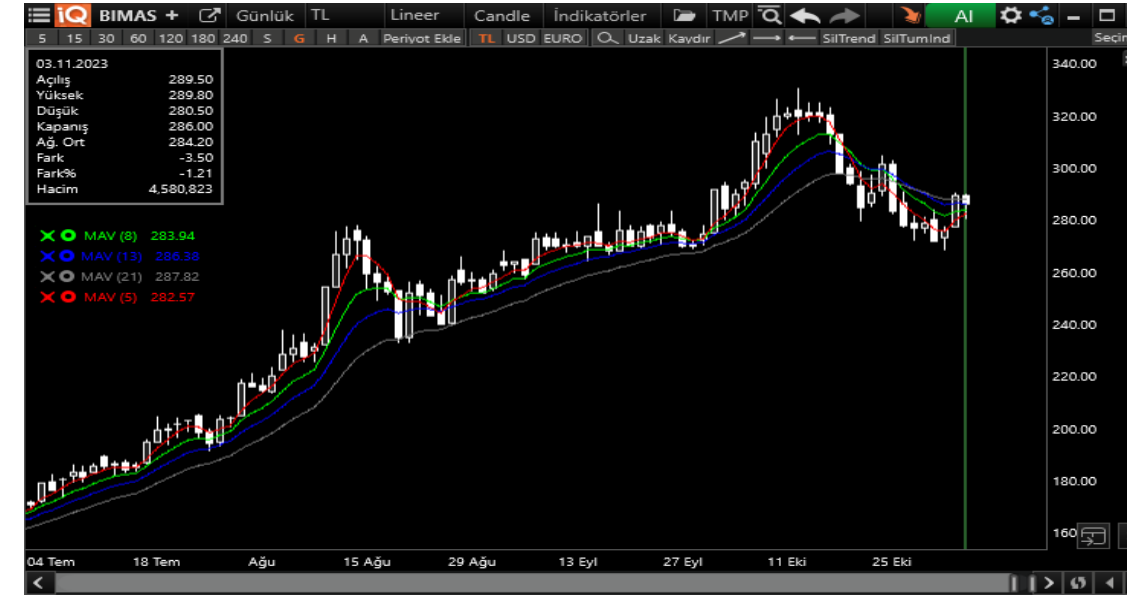 iQ BIMAS + Günlük TL Lineer Candle İndikatörler TMP AI
5 15 30 60 120 180 240 S G H A Periyot Ekle TL USD EURO Uzak Kaydır SilTrend SilTumInd
03.11.2023
Açılış 289.50
Yüksek 289.80
Düşük 280.50
Kapanış 286.00
Ağ. Ort 284.20
Fark -3.50
Fark% -1.21
Hacim 4,580,823
MAV (8) 283.94
MAV (13) 286.38
MAV (21) 287.82
MAV (5) 282.57
340.00
320.00
300.00
280.00
260.00
240.00
220.00
200.00
180.00
160
04 Tem 18 Tem Ağu 15 Ağu 29 Ağu 13 Eyl 27 Eyl 11 Eki 25 Eki